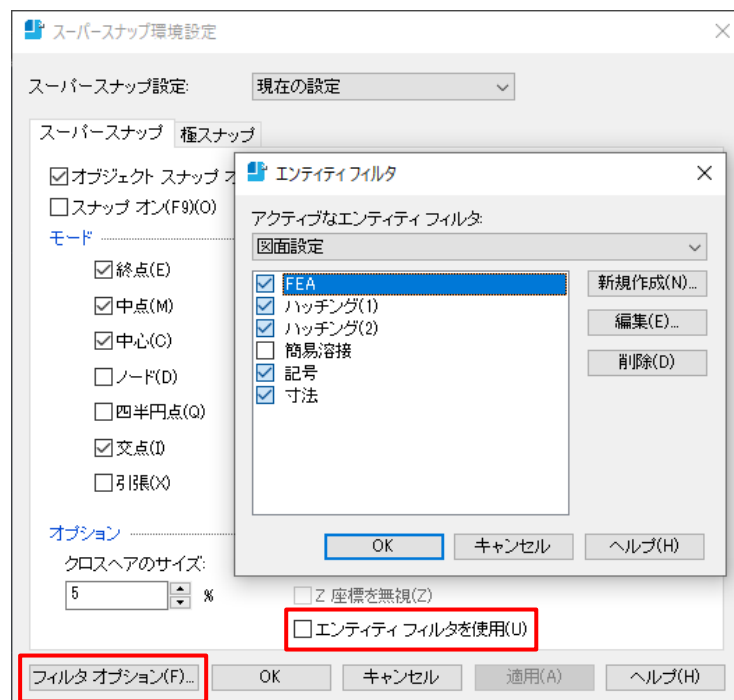 スーパースナップ環境設定
スーパースナップ設定: 現在の設定
スーパースナップ 極スナップ
オブジェクト スナップ オ
スナップ オン(F9)(O)
モード
終点(E)
中点(M)
中心(C)
ノード(D)
四半円点(Q)
交点(I)
引張(X)
オプション
クロスヘアのサイズ:
5 %
エンティティ フィルタ
アクティブなエンティティ フィルタ:
図面設定
FEA
ハッチング(1)
ハッチング(2)
簡易溶接
記号
寸法
新規作成(N)...
編集(E)...
削除(D)
OK キャンセル ヘルプ(H)
Z 座標を無視(Z)
エンティティ フィルタを使用(U)
フィルタ オプション(F)... OK キャンセル 適用(A) ヘルプ(H)